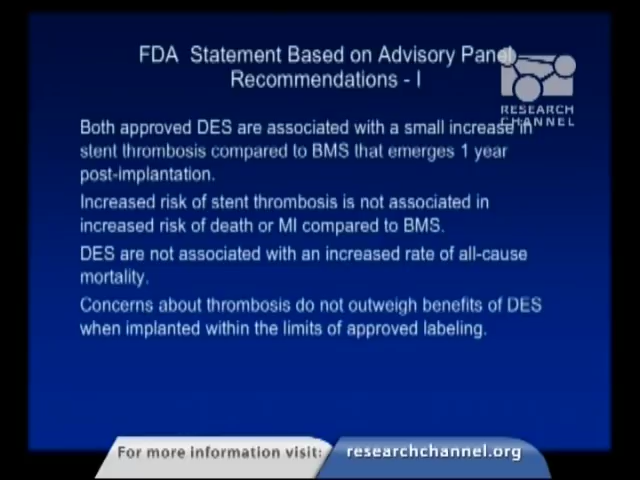 FDA Statement Based on Advisory Panel
Recommendations - I
RESEARCH
CHANNEL
Both approved DES are associated with a small increase in
stent thrombosis compared to BMS that emerges 1 year
post-implantation.
Increased risk of stent thrombosis is not associated in
increased risk of death or MI compared to BMS.
DES are not associated with an increased rate of all-cause
mortality.
Concerns about thrombosis do not outweigh benefits of DES
when implanted within the limits of approved labeling.
For more information visit: researchchannel.org